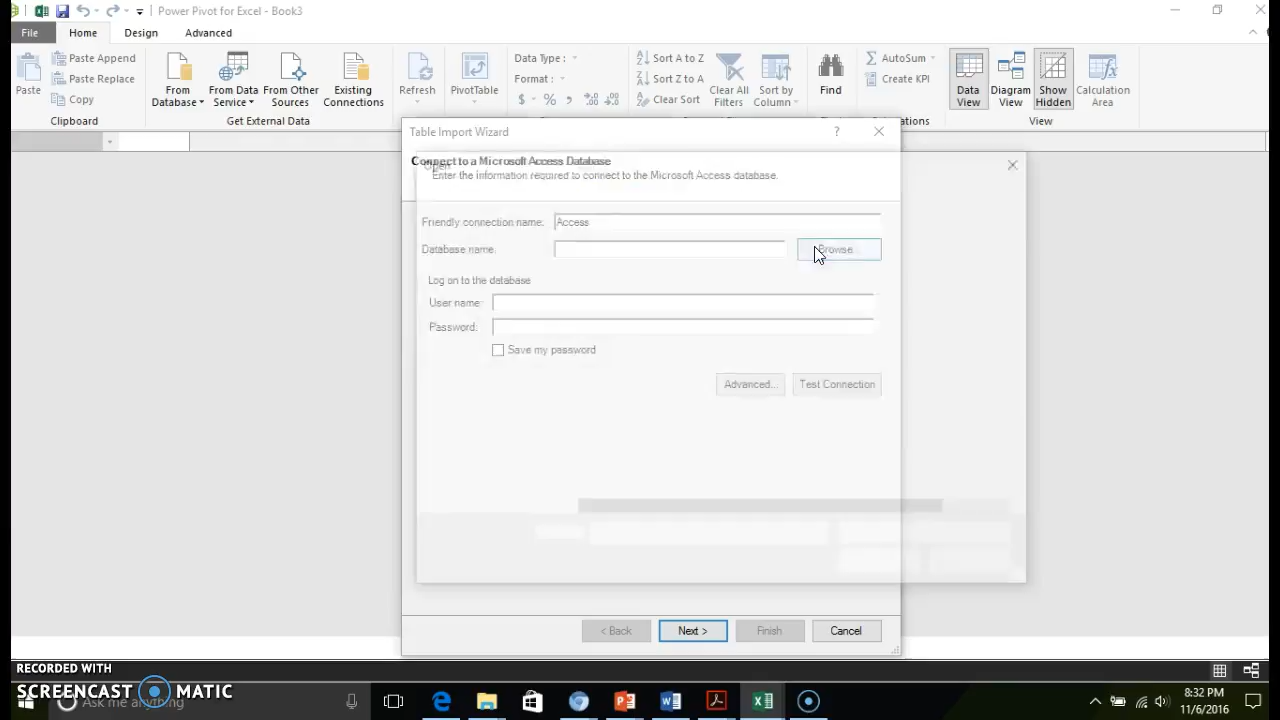 Power Pivot for Excel - Book3
File Home Design Advanced
Paste
Paste Append
Paste Replace
Copy
Clipboard
From Database
From Data Service
From Other Sources
Existing Connections
Get External Data
Refresh
PivotTable
Data Type :
Format :
$ % ,
Sort A to Z
Sort Z to A
Clear Sort
Clear All Filters
Sort by Column
Find
AutoSum
Create KPI
ations
Data View
Diagram View
Show Hidden
Calculation Area
View
Table Import Wizard ?
Connect to a Microsoft Access Database
Open
Enter the information required to connect to the Microsoft Access database.
Friendly connection name: Access
Database name: Browse...
Log on to the database
User name:
Password:
Save my password
Advanced... Test Connection
< Back Next > Finish Cancel
RECORDED WITH
SCREENCAST MATIC
Ask me anything
8:32 PM
11/6/2016